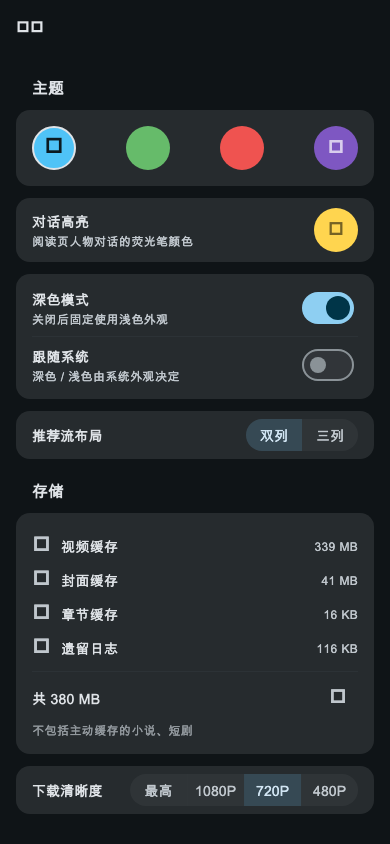 主题
对话高亮
阅读页人物对话的荧光笔颜色
深色模式
关闭后固定使用浅色外观
跟随系统
深色 / 浅色由系统外观决定
推荐流布局
双列 三列
存储
视频缓存 339 MB
封面缓存 41 MB
章节缓存 16 KB
遗留日志 116 KB
共 380 MB
不包括主动缓存的小说、短剧
下载清晰度
最高 1080P 720P 480P